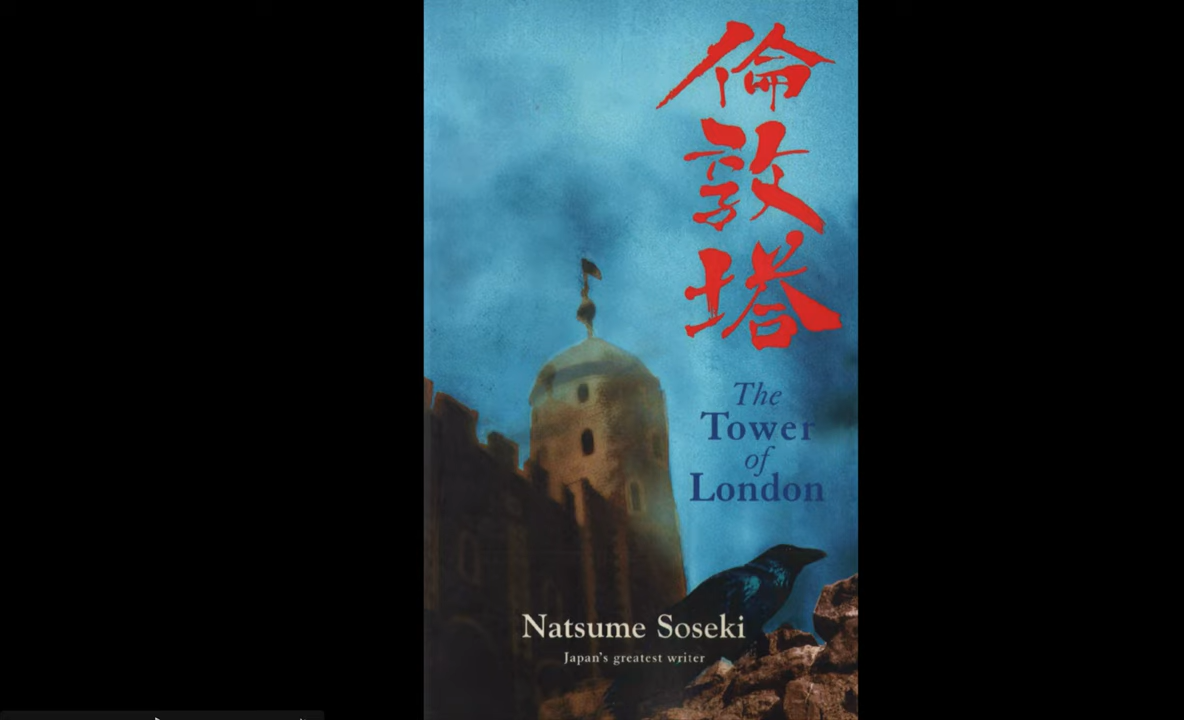 倫敦塔
The
Tower
of
London
Natsume Soseki
Japan's greatest writer